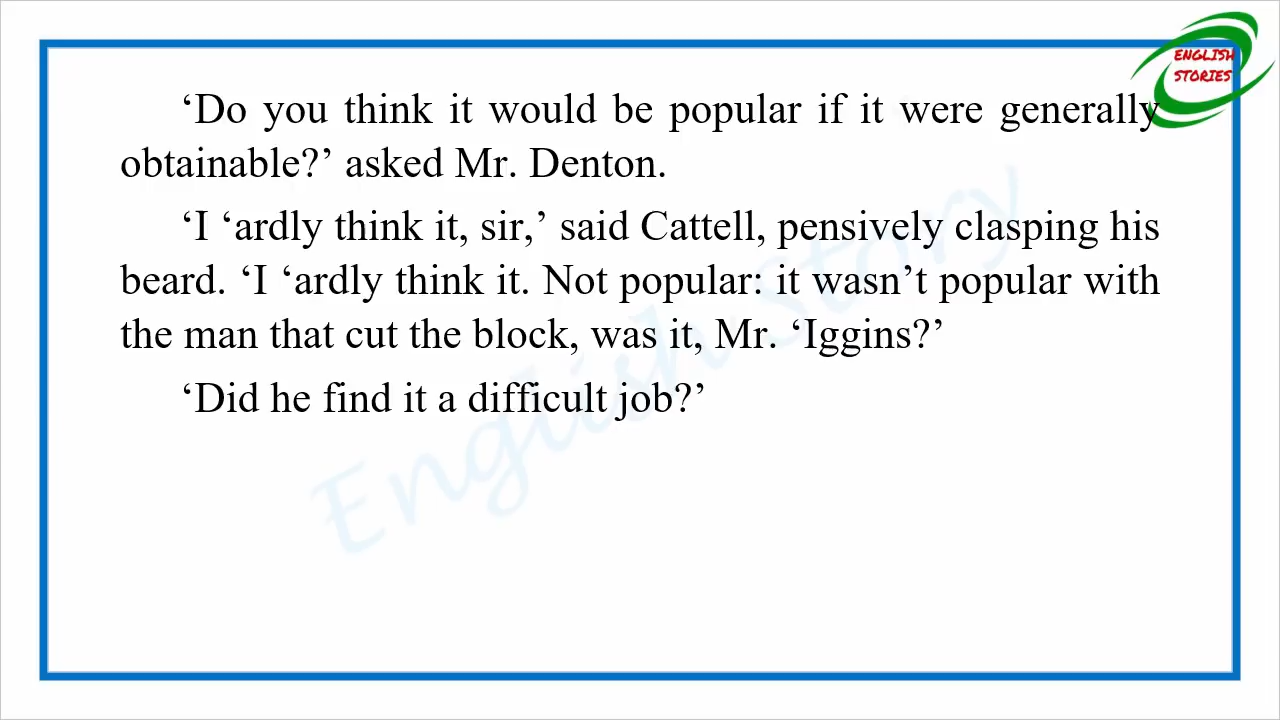 ENGLISH
STORIES
‘Do you think it would be popular if it were generally
obtainable?’ asked Mr. Denton.
‘I ‘ardly think it, sir,’ said Cattell, pensively clasping his
beard. ‘I ‘ardly think it. Not popular: it wasn’t popular with
the man that cut the block, was it, Mr. ‘Iggins?’
‘Did he find it a difficult job?’
English Story